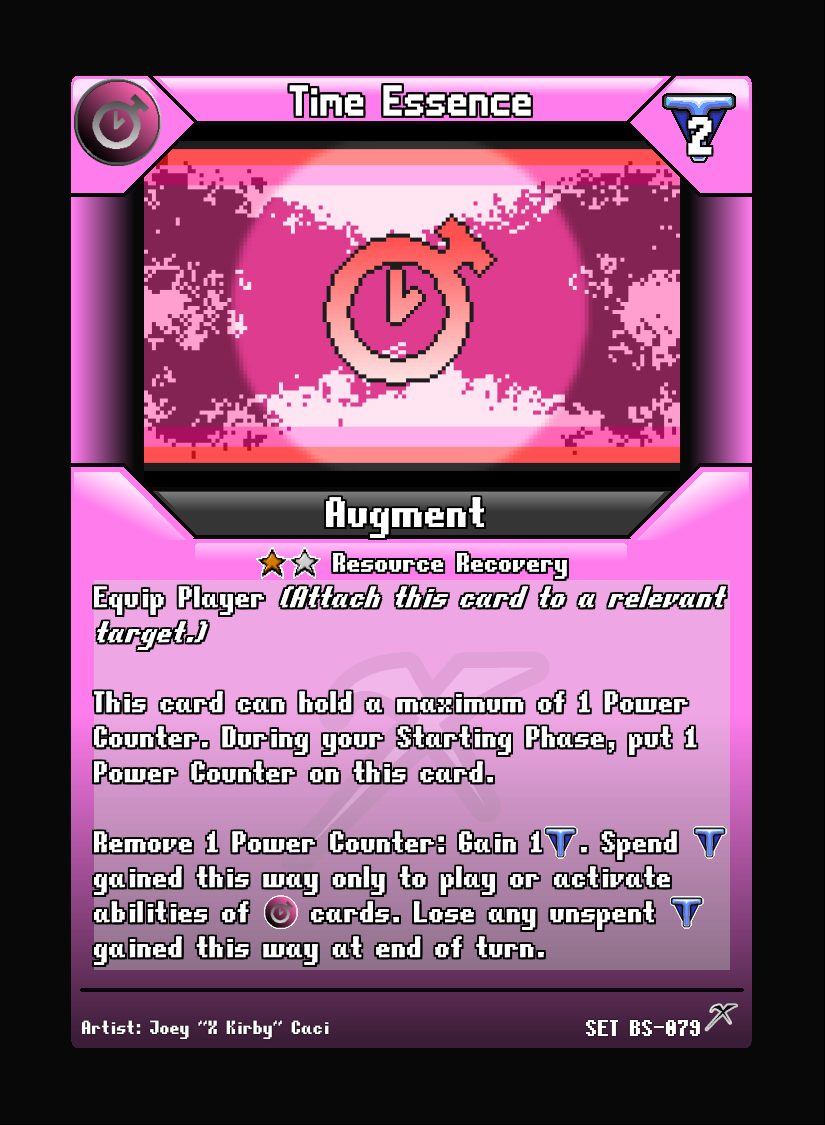 Time Essence
2
Augment
Resource Recovery
Equip Player (Attach this card to a relevant
target.)
This card can hold a maximum of 1 Power
Counter. During your Starting Phase, put 1
Power Counter on this card.
Remove 1 Power Counter: Gain 1 . Spend
gained this way only to play or activate
abilities of cards. Lose any unspent
gained this way at end of turn.
Artist: Joey "X Kirby" Caci
SET BS-079